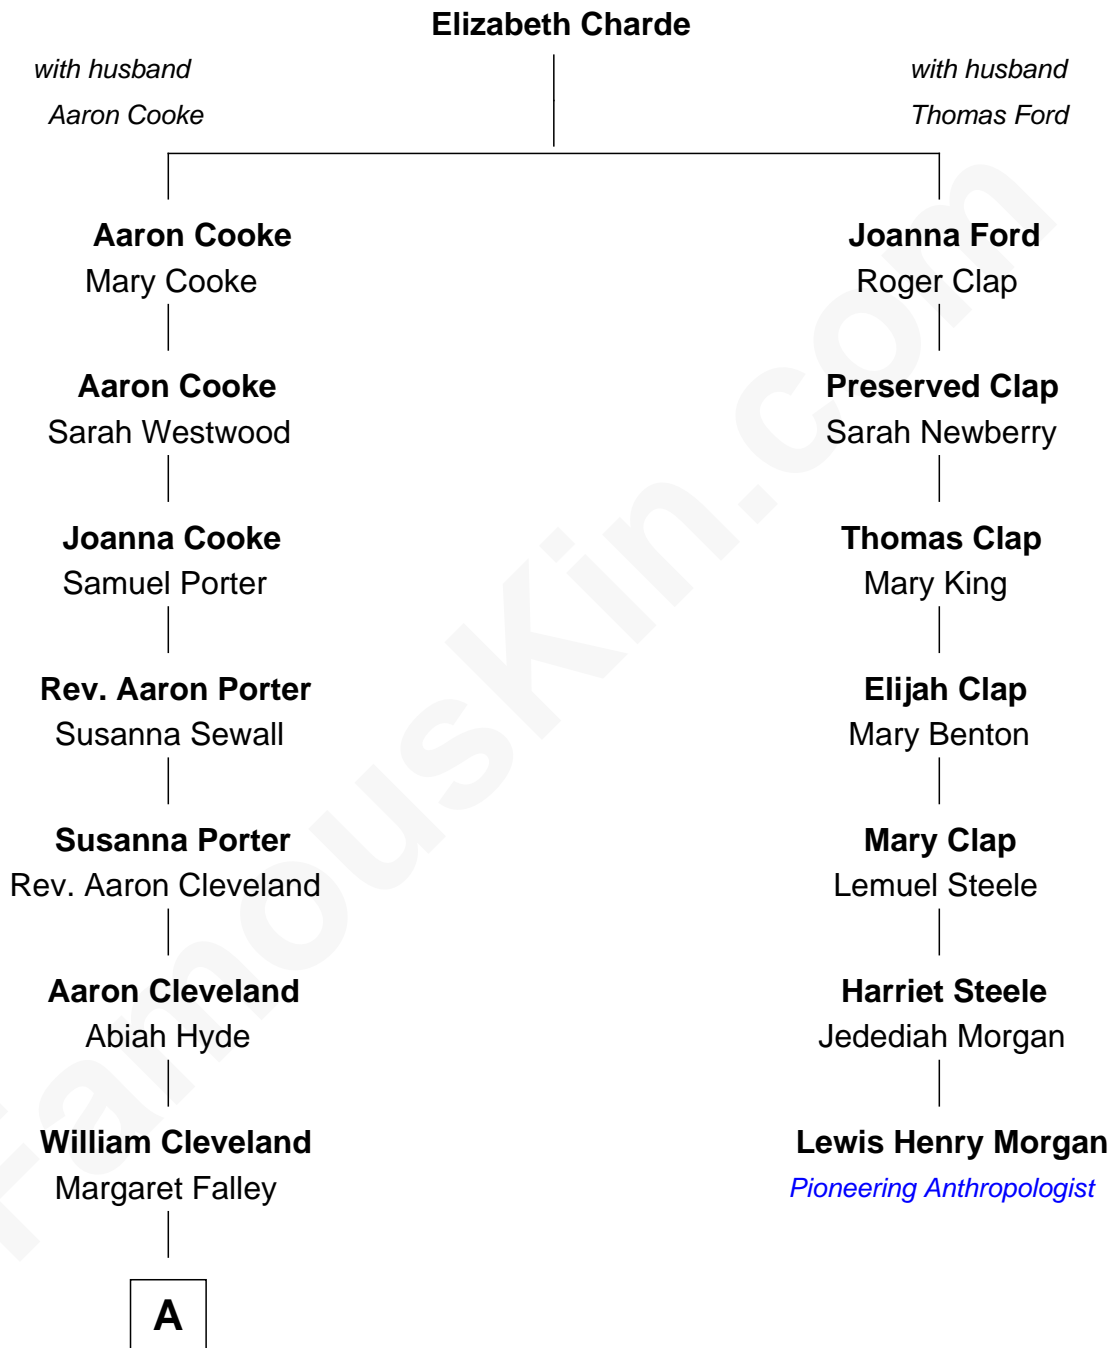 Elizabeth Charde
with husband
Aaron Cooke
with husband
Thomas Ford
Aaron Cooke
Mary Cooke
Joanna Ford
Roger Clap
Aaron Cooke
Sarah Westwood
Preserved Clap
Sarah Newberry
Joanna Cooke
Samuel Porter
Thomas Clap
Mary King
Rev. Aaron Porter
Susanna Sewall
Elijah Clap
Mary Benton
Susanna Porter
Rev. Aaron Cleveland
Mary Clap
Lemuel Steele
Aaron Cleveland
Abiah Hyde
Harriet Steele
Jedediah Morgan
William Cleveland
Margaret Falley
Lewis Henry Morgan
Pioneering Anthropologist
A
FamousKin.com